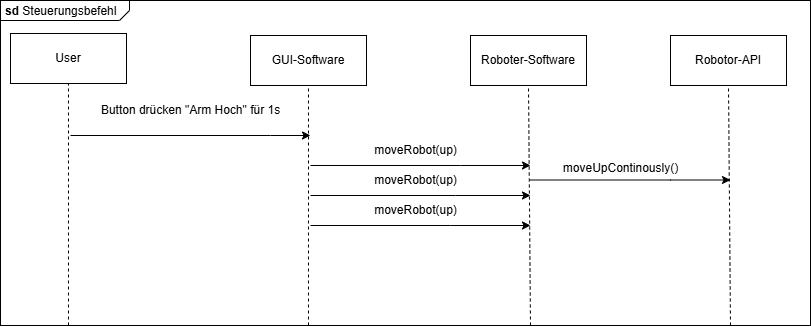 sd Steuerungsbefehl
User
GUI-Software
Roboter-Software
Robotor-API
Button drücken "Arm Hoch" für 1s
moveRobot(up)
moveUpContinously()
moveRobot(up)
moveRobot(up)